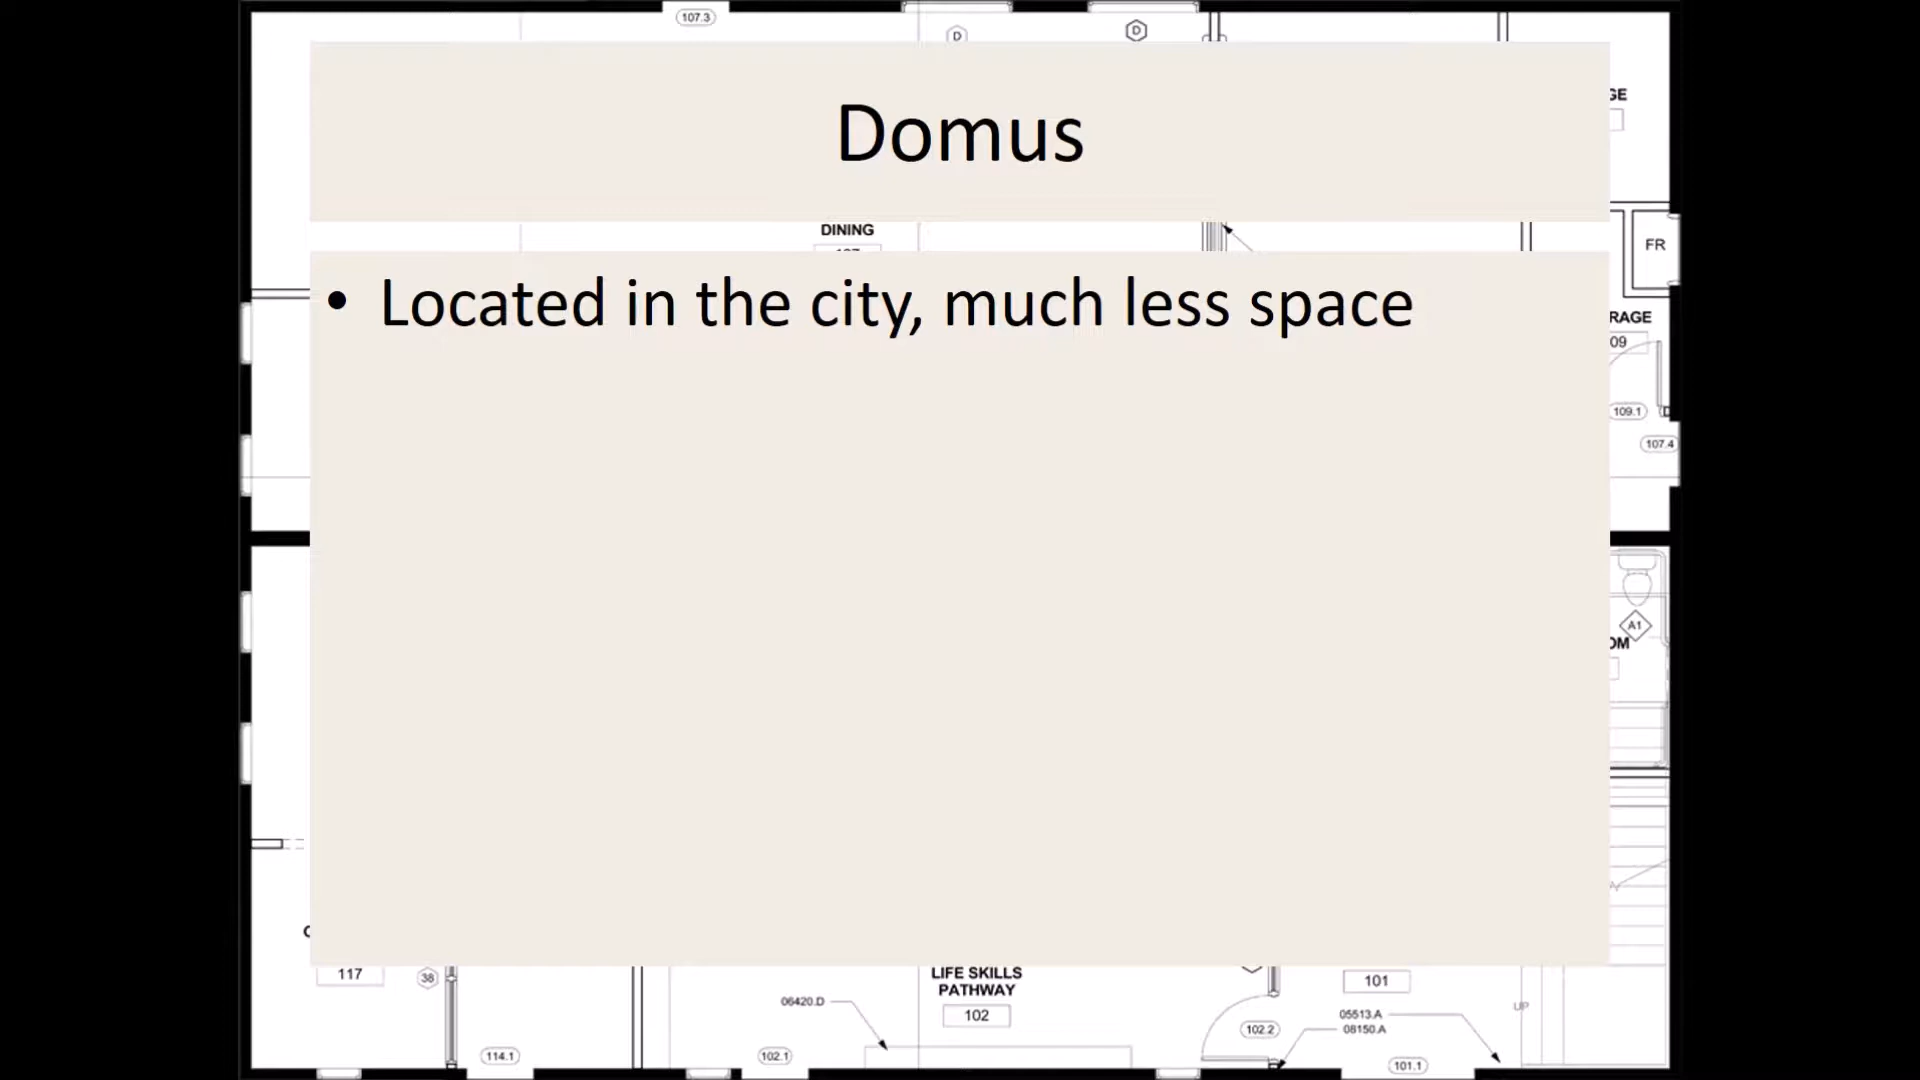 107.3
D
D
GE
Domus
DINING
FR
• Located in the city, much less space
RAGE
09
109.1
107.4
A1
OM
117
38
LIFE SKILLS
PATHWAY
102
101
06420.D
UP
05513.A
08150.A
102.2
114.1
102.1
101.1